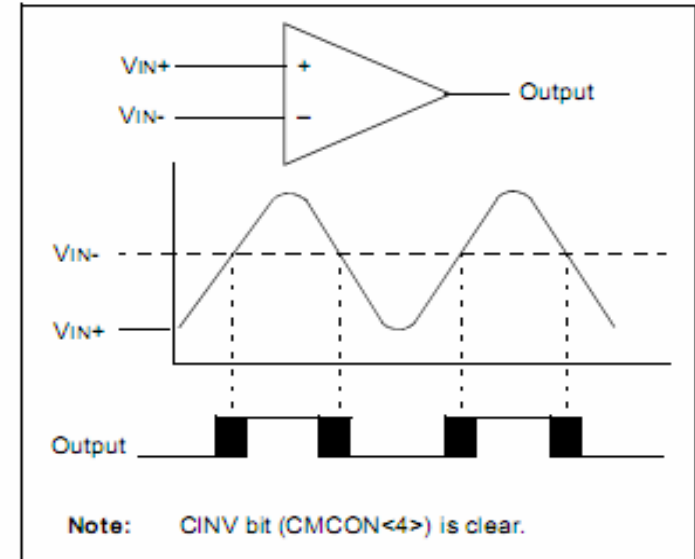 VIN+
+
Output
VIN-
–
VIN-
VIN+
Output
Note: CINV bit (CMCON<4>) is clear.